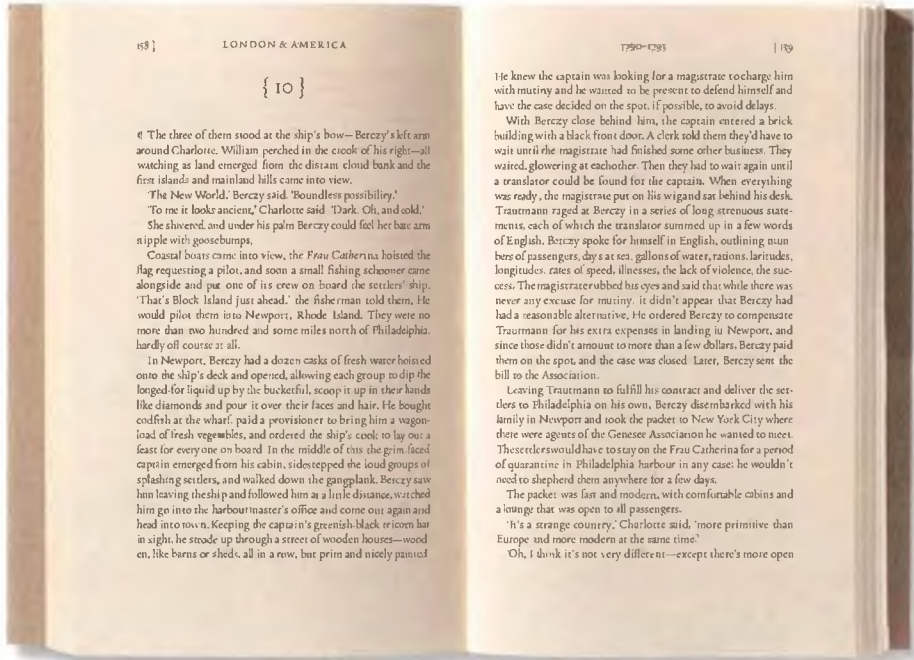 158 ]
LONDON & AMERICA
{ 10 }
¶ The three of them stood at the ship's bow—Berczy's left arm
around Charlotte, William perched in the crook of his right—all
watching as land emerged from the distant cloud bank and the
first islands and mainland hills came into view.
'The New World,' Berczy said. 'Boundless possibility.'
'To me it looks ancient,' Charlotte said. 'Dark. Oh, and cold.'
She shivered, and under his palm Berczy could feel her bare arm
stipple with goosebumps.
Coastal boats came into view, the Frau Catherina hoisted the
flag requesting a pilot, and soon a small fishing schooner came
alongside and put one of its crew on board the settlers' ship.
'That's Block Island just ahead,' the fisherman told them. He
would pilot them into Newport, Rhode Island. They were no
more than two hundred and some miles north of Philadelphia,
hardly off course at all.
In Newport, Berczy had a dozen casks of fresh water hoisted
onto the ship's deck and opened, allowing each group to dip the
longed-for liquid up by the bucketful, scoop it up in their hands
like diamonds and pour it over their faces and hair. He bought
codfish at the wharf, paid a provisioner to bring him a wagon-
load of fresh vegetables, and ordered the ship's cook to lay out a
feast for everyone on board. In the middle of this the grim-faced
captain emerged from his cabin, sidestepped the loud groups of
splashing settlers, and walked down the gangplank. Berczy saw
him leaving the ship and followed him at a little distance, watched
him go into the harbourmaster's office and come out again and
head into town. Keeping the captain's greenish-black tricorn hat
in sight, he strode up through a street of wooden houses—wood
en, like barns or sheds, all in a row, but prim and nicely painted
1790–1795
[ 159
He knew the captain was looking for a magistrate to charge him
with mutiny and he wanted to be present to defend himself and
have the case decided on the spot, if possible, to avoid delays.
With Berczy close behind him, the captain entered a brick
building with a black front door. A clerk told them they'd have to
wait until the magistrate had finished some other business. They
waited, glowering at eachother. Then they had to wait again until
a translator could be found for the captain. When everything
was ready, the magistrate put on his wig and sat behind his desk.
Trautmann raged at Berczy in a series of long strenuous state-
ments, each of which the translator summed up in a few words
of English. Berczy spoke for himself in English, outlining num
bers of passengers, days at sea, gallons of water, rations, latitudes,
longitudes, rates of speed, illnesses, the lack of violence, the suc-
cess. The magistrate rubbed his eyes and said that while there was
never any excuse for mutiny, it didn't appear that Berczy had
had a reasonable alternative. He ordered Berczy to compensate
Trautmann for his extra expenses in landing in Newport, and
since those didn't amount to more than a few dollars, Berczy paid
them on the spot, and the case was closed. Later, Berczy sent the
bill to the Association.
Leaving Trautmann to fulfill his contract and deliver the set-
tlers to Philadelphia on his own, Berczy disembarked with his
family in Newport and took the packet to New York City where
there were agents of the Genesee Association he wanted to meet.
The settlers would have to stay on the Frau Catherina for a period
of quarantine in Philadelphia harbour in any case; he wouldn't
need to shepherd them anywhere for a few days.
The packet was fast and modern, with comfortable cabins and
a lounge that was open to all passengers.
'It's a strange country,' Charlotte said, 'more primitive than
Europe and more modern at the same time.'
'Oh, I think it's not very different—except there's more open